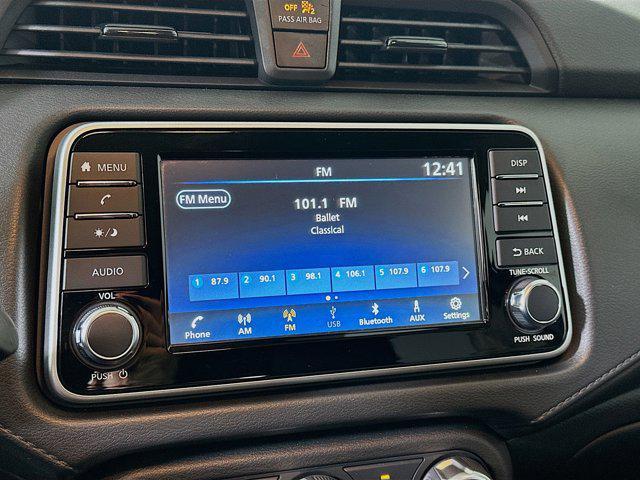 OFF 2
PASS AIR BAG
MENU
AUDIO
VOL
PUSH
FM
12:41
FM Menu
101.1 FM
Ballet
Classical
1 87.9 2 90.1 3 98.1 4 106.1 5 107.9 6 107.9
Phone AM FM USB Bluetooth AUX Settings
DISP
BACK
TUNE·SCROLL
PUSH SOUND